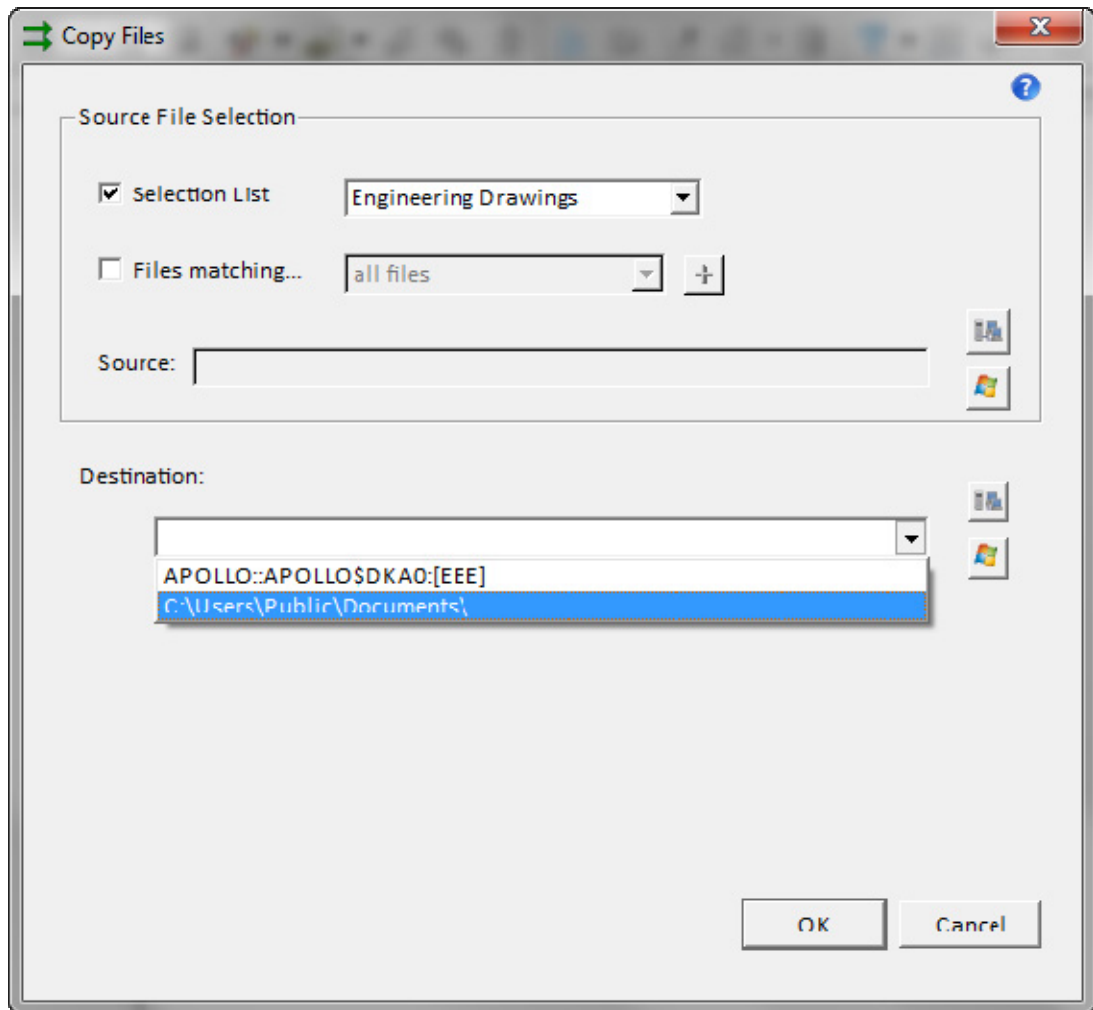 Copy Files
Source File Selection
Selection List
Engineering Drawings
Files matching...
all files
Source:
Destination:
APOLLO::APOLLO$DKA0:[EEE]
C:\Users\Public\Documents\
OK
Cancel